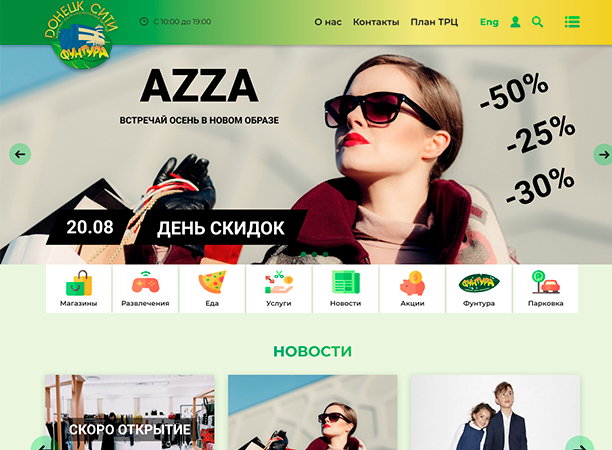 ДОНЕЦК СИТИ
ФУНТУРА
С 10:00 до 19:00
О нас
Контакты
План ТРЦ
Eng
AZZA
ВСТРЕЧАЙ ОСЕНЬ В НОВОМ ОБРАЗЕ
-50%
-25%
-30%
20.08
ДЕНЬ СКИДОК
Магазины
Развлечения
Еда
Услуги
Новости
Акции
ФУНТУРА
Фунтура
P
Парковка
НОВОСТИ
СКОРО ОТКРЫТИЕ